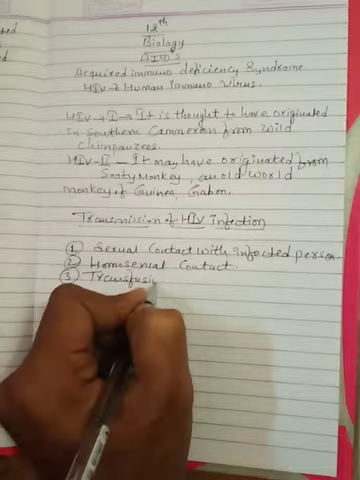 12th
Biology
AIDS
Acquired immuno deficiency Syndrome
HIV → Human Immuno Virus.
HIV → I ⇒ It is thought to have originated
in Southern Cammeroon from Wild
Chimpanzees.
HIV-II — It may have originated from
Sooty Monkey, an old world
monkey of Guinea, Gabon.
Transmission of HIV Infection
① Sexual Contact with infected person
② Homosexual Contact.
③ Transfusi